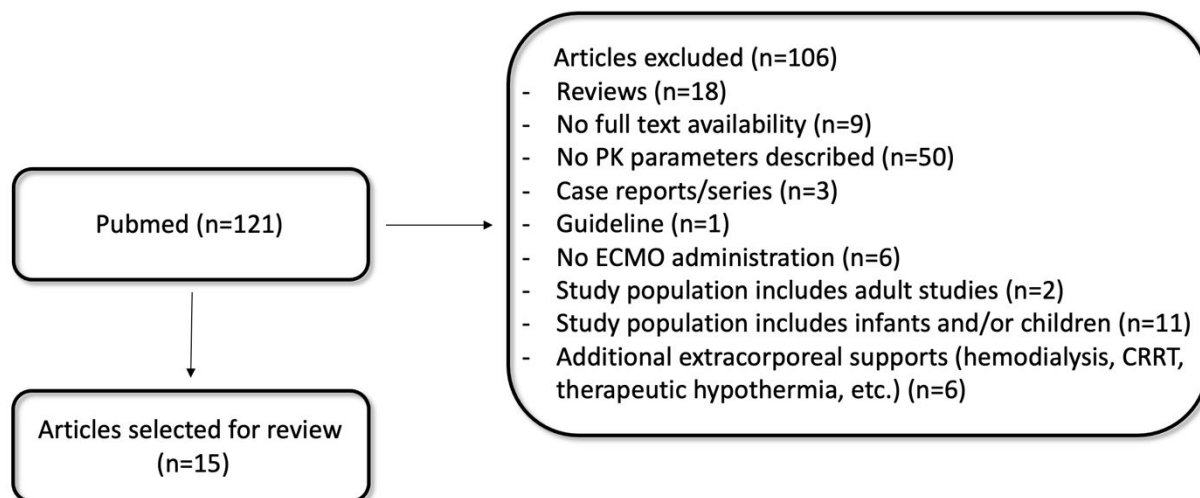 Pubmed (n=121)
Articles selected for review
(n=15)
Articles excluded (n=106)
- Reviews (n=18)
- No full text availability (n=9)
- No PK parameters described (n=50)
- Case reports/series (n=3)
- Guideline (n=1)
- No ECMO administration (n=6)
- Study population includes adult studies (n=2)
- Study population includes infants and/or children (n=11)
- Additional extracorporeal supports (hemodialysis, CRRT,
therapeutic hypothermia, etc.) (n=6)